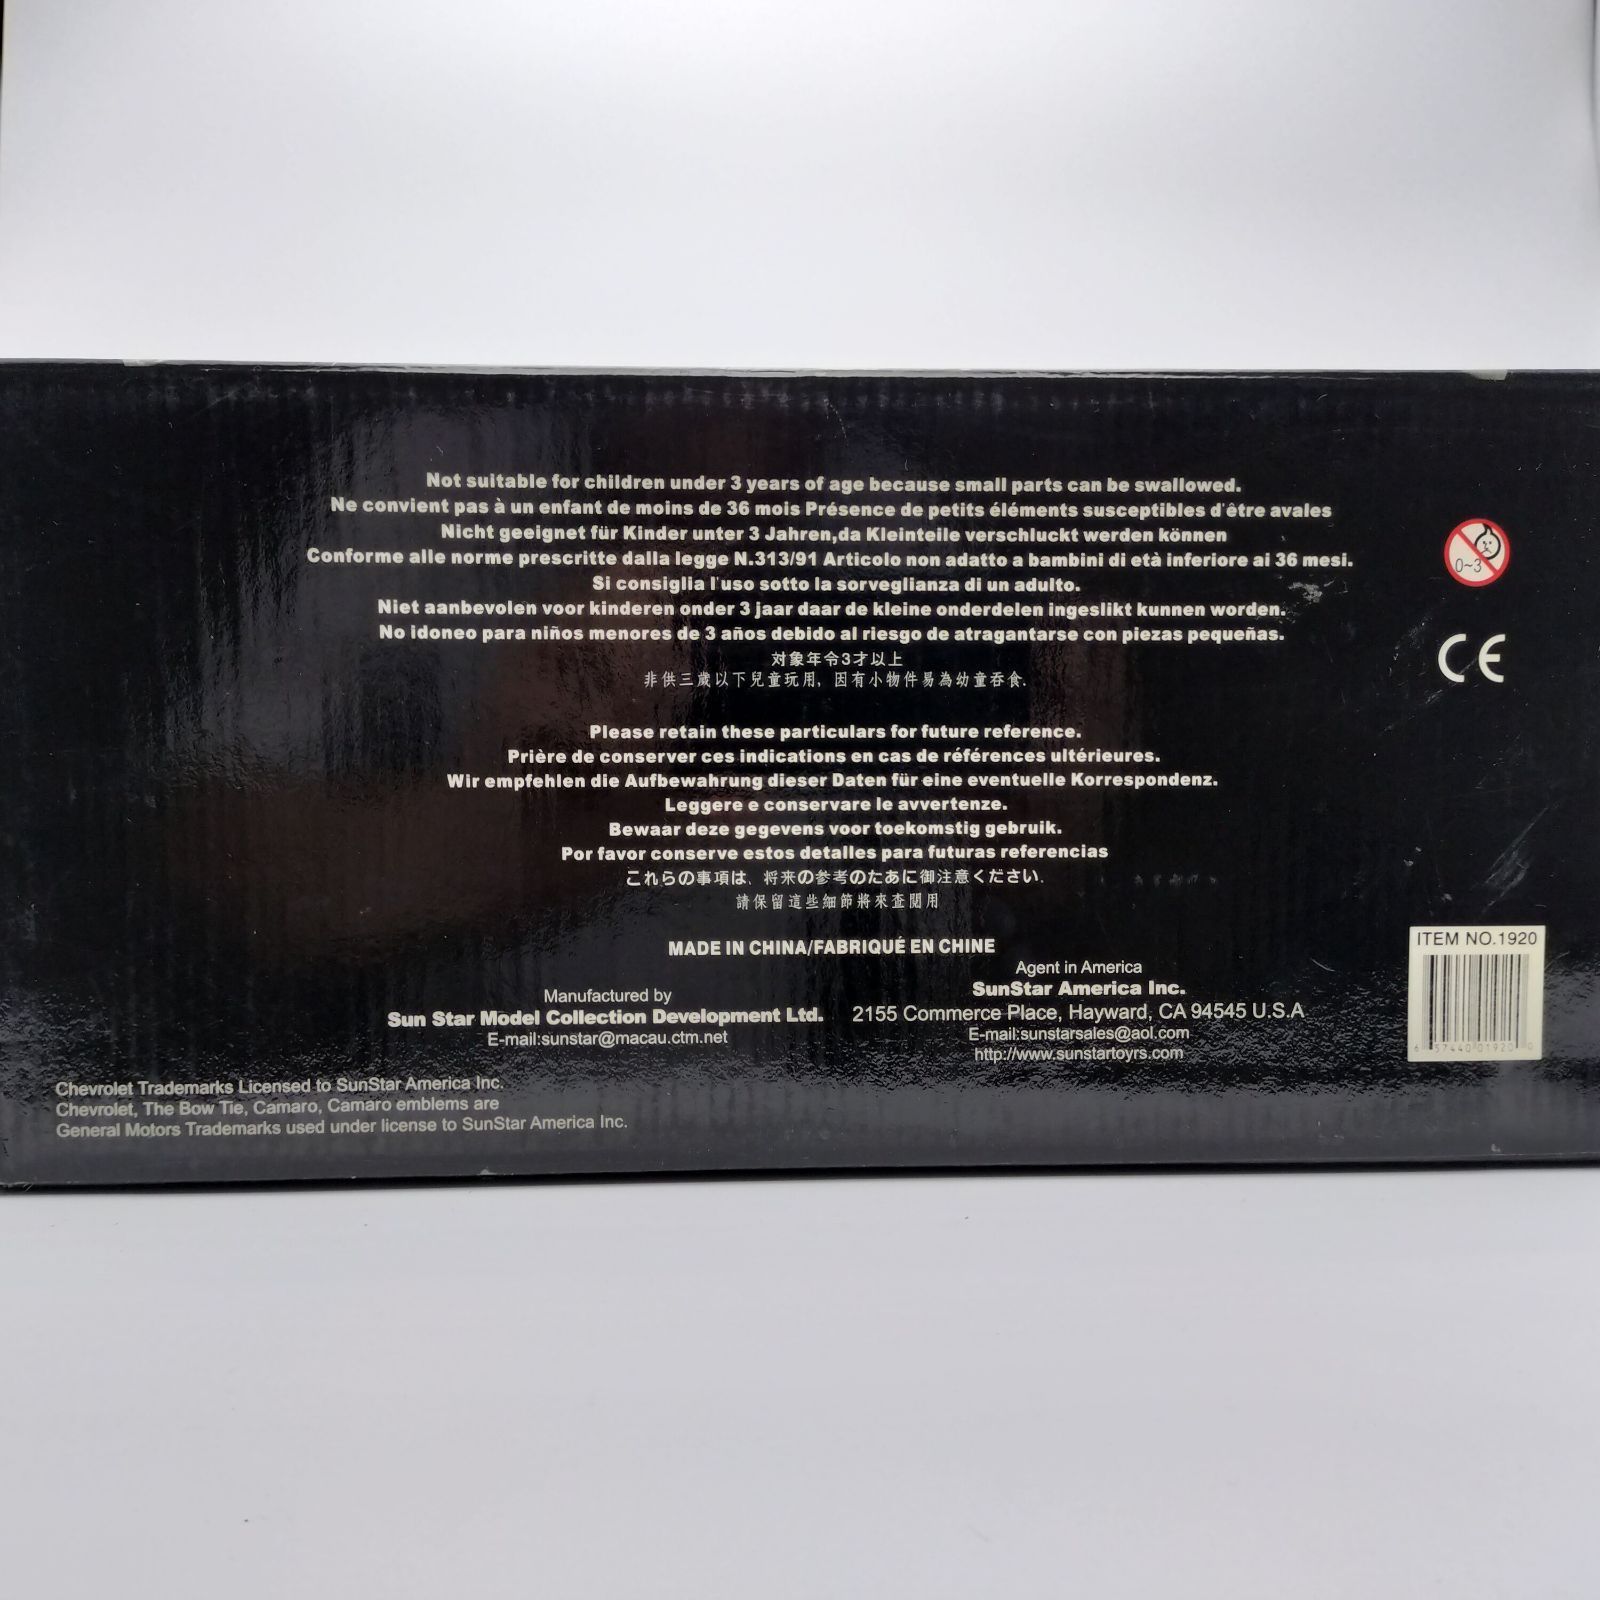 Not suitable for children under 3 years of age because small parts can be swallowed.
Ne convient pas à un enfant de moins de 36 mois Présence de petits éléments susceptibles d'être avales
Nicht geeignet für Kinder unter 3 Jahren,da Kleinteile verschluckt werden können
Conforme alle norme prescritte dalla legge N.313/91 Articolo non adatto a bambini di età inferiore ai 36 mesi.
Si consiglia l'uso sotto la sorveglianza di un adulto.
Niet aanbevolen voor kinderen onder 3 jaar daar de kleine onderdelen ingeslikt kunnen worden.
No idoneo para niños menores de 3 años debido al riesgo de atragantarse con piezas pequeñas.
対象年令3才以上
非供三歲以下兒童玩用, 因有小物件易為幼童吞食.
0~3
CE
Please retain these particulars for future reference.
Prière de conserver ces indications en cas de références ultérieures.
Wir empfehlen die Aufbewahrung dieser Daten für eine eventuelle Korrespondenz.
Leggere e conservare le avvertenze.
Bewaar deze gegevens voor toekomstig gebruik.
Por favor conserve estos detalles para futuras referencias
これらの事項は、将来の参考のたあに御注意ください.
請保留這些細節將來查閱用
MADE IN CHINA/FABRIQUÉ EN CHINE
Manufactured by
Sun Star Model Collection Development Ltd.
E-mail:sunstar@macau.ctm.net
Agent in America
SunStar America Inc.
2155 Commerce Place, Hayward, CA 94545 U.S.A
E-mail:sunstarsales@aol.com
http://www.sunstartoyrs.com
ITEM NO.1920
6 57440 01920 0
Chevrolet Trademarks Licensed to SunStar America Inc.
Chevrolet, The Bow Tie, Camaro, Camaro emblems are
General Motors Trademarks used under license to SunStar America Inc.